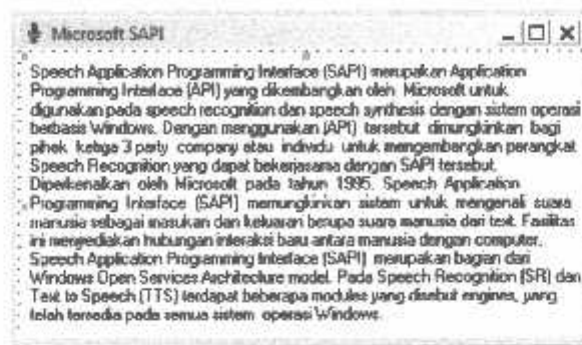 Microsoft SAPI
Speech Application Programming Interface (SAPI) merupakan Application
Programming Interface (API) yang dikembangkan oleh Microsoft untuk
digunakan pada speech recognition dan speech synthesis dengan sistem operasi
berbasis Windows. Dengan menggunakan (API) tersebut dimungkinkan bagi
pihek ketiga 3 party company atau individu untuk mengembangkan perangkat
Speech Recognition yang dapat bekerjasama dengan SAPI tersebut.
Diperkenalkan oleh Microsoft pada tahun 1995, Speech Application
Programming Interface (SAPI) memungkinkan sistem untuk mengenali suara
manusia sebagai masukan dan keluaran berupa suara manusia dari text. Fasilitas
ini menyediakan hubungan interaksi baru antara manusia dengan computer.
Speech Application Programming Interface (SAPI) merupakan bagian dari
Windows Open Services Architecture model. Pada Speech Recognition (SR) dan
Text to Speech (TTS) terdapat beberapa modules yang disebut engines, yang
telah tersedia pada semua sistem operasi Windows.